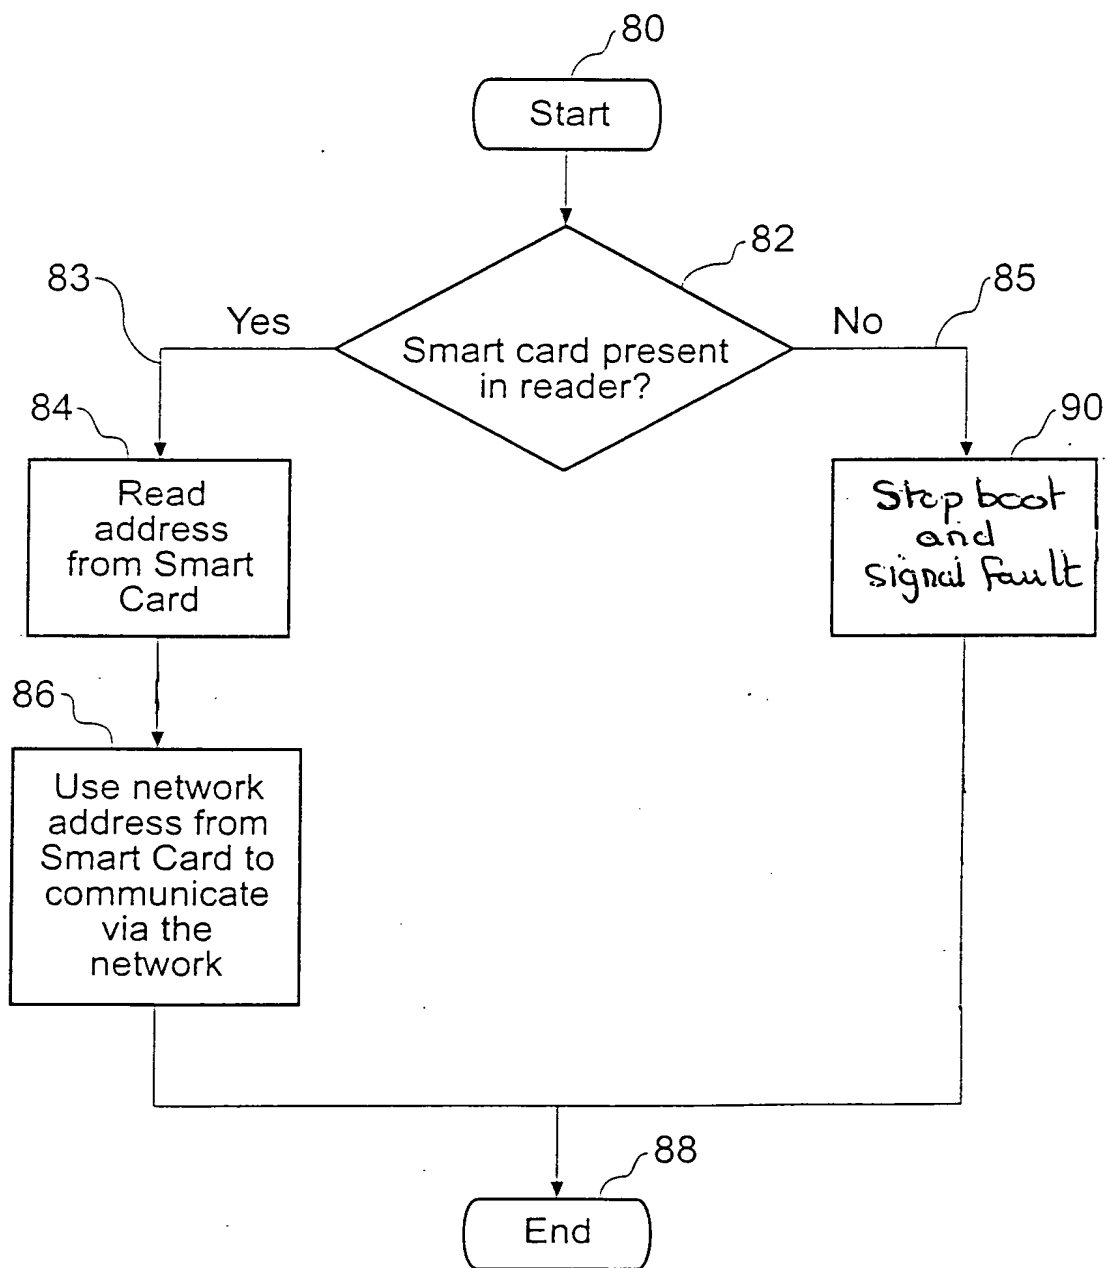 80
Start
82
83
85
Yes
No
Smart card present
in reader?
84
90
Read
address
from Smart
Card
Stop boot
and
signal fault
86
Use network
address from
Smart Card to
communicate
via the
network
88
End